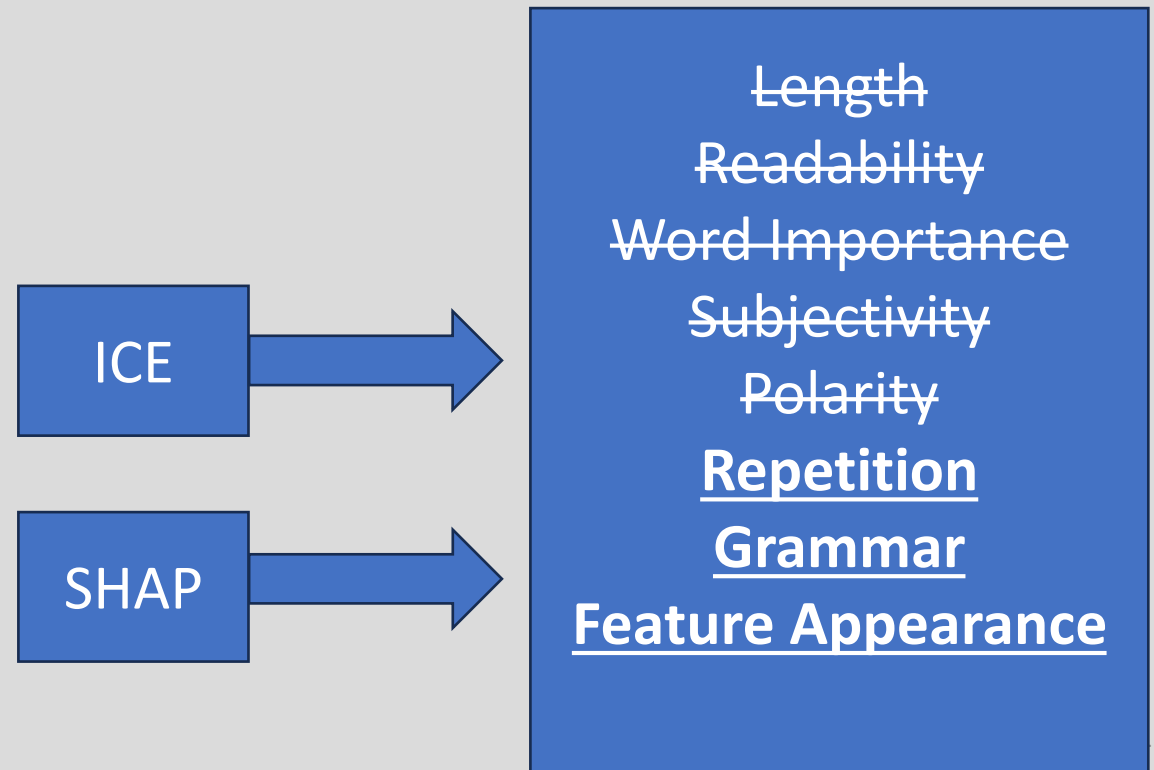 ICE
SHAP
Length
Readability
Word Importance
Subjectivity
Polarity
Repetition
Grammar
Feature Appearance